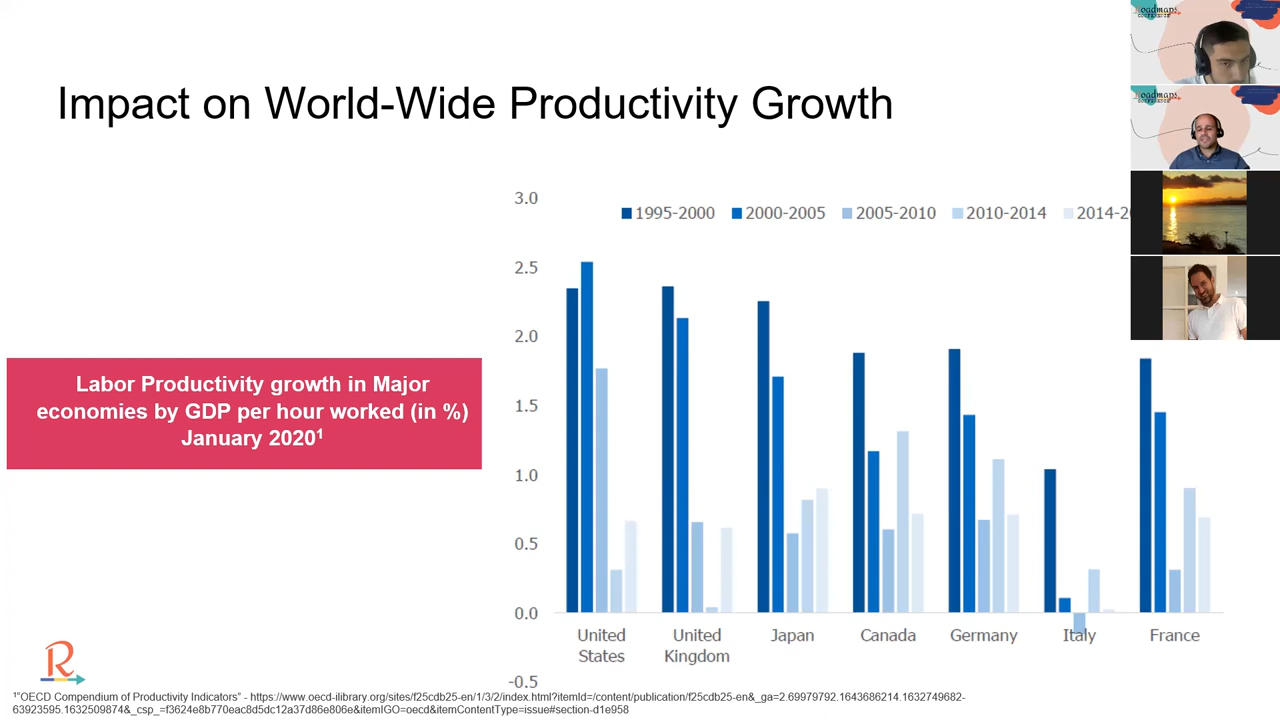 Roadmaps
CONFERENCE
Impact on World-Wide Productivity Growth
Roadmaps
CONFERENCE
3.0
1995-2000 2000-2005 2005-2010 2010-2014
2.5
2.0
Labor Productivity growth in Major
economies by GDP per hour worked (in %)
January 2020¹
1.5
1.0
0.5
0.0
United States
United Kingdom
Japan
Canada
Germany
Italy
France
-0.5
R
¹"OECD Compendium of Productivity Indicators" - https://www.oecd-ilibrary.org/sites/f25cdb25-en/1/3/2/index.html?itemId=/content/publication/f25cdb25-en&_ga=2.69979792.1643686214.1632749682-
63923595.1632509874&_csp_=f3624e8b770eac8d5dc12a37d86e806e&itemIGO=oecd&itemContentType=issue#section-d1e958